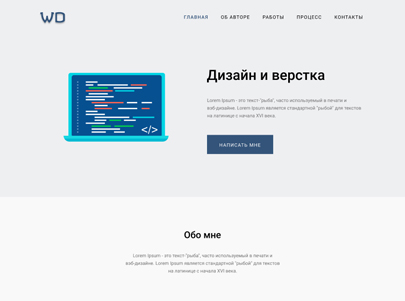 WD
ГЛАВНАЯ ОБ АВТОРЕ РАБОТЫ ПРОЦЕСС КОНТАКТЫ
Дизайн и верстка
Lorem Ipsum - это текст-"рыба", часто используемый в печати и
вэб-дизайне. Lorem Ipsum является стандартной "рыбой" для текстов
на латинице с начала XVI века.
</>
НАПИСАТЬ МНЕ
Обо мне
Lorem Ipsum - это текст-"рыба", часто используемый в печати и
вэб-дизайне. Lorem Ipsum является стандартной "рыбой" для текстов
на латинице с начала XVI века.